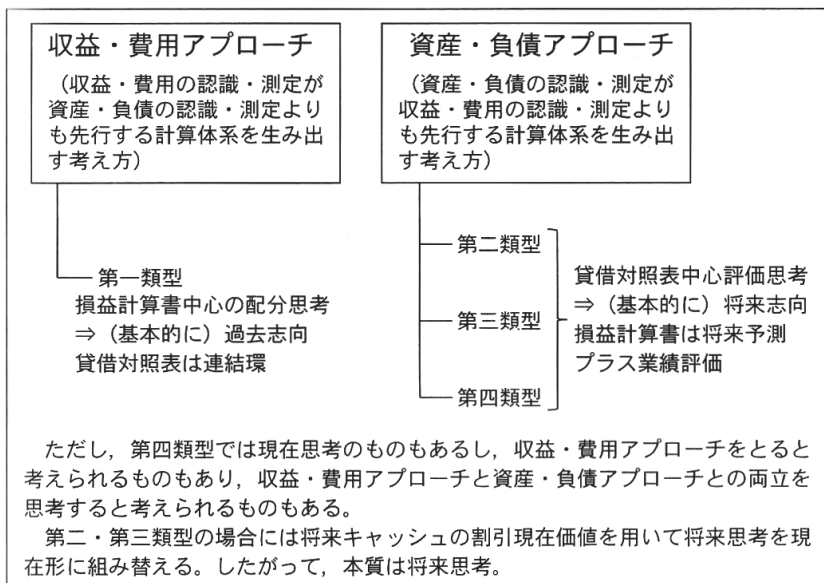 収益・費用アプローチ
（収益・費用の認識・測定が
資産・負債の認識・測定より
も先行する計算体系を生み出
す考え方）
資産・負債アプローチ
（資産・負債の認識・測定が
収益・費用の認識・測定より
も先行する計算体系を生み出
す考え方）
第一類型
損益計算書中心の配分思考
⇒（基本的に）過去志向
貸借対照表は連結環
第二類型
第三類型
第四類型
貸借対照表中心評価思考
⇒（基本的に）将来志向
損益計算書は将来予測
プラス業績評価
ただし，第四類型では現在思考のものもあるし，収益・費用アプローチをとると
考えられるものもあり，収益・費用アプローチと資産・負債アプローチとの両立を
思考すると考えられるものもある。
第二・第三類型の場合には将来キャッシュの割引現在価値を用いて将来思考を現
在形に組み替える。したがって，本質は将来思考。